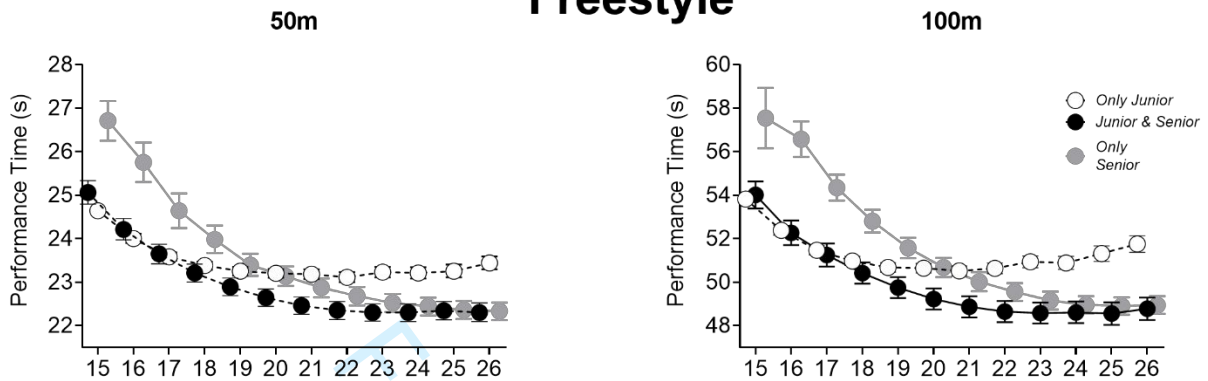 Freestyle
50m
100m
28
27
26
25
24
23
22
Performance Time (s)
15 16 17 18 19 20 21 22 23 24 25 26
60
58
56
54
52
50
48
Performance Time (s)
15 16 17 18 19 20 21 22 23 24 25 26
Only Junior
Junior & Senior
Only
Senior